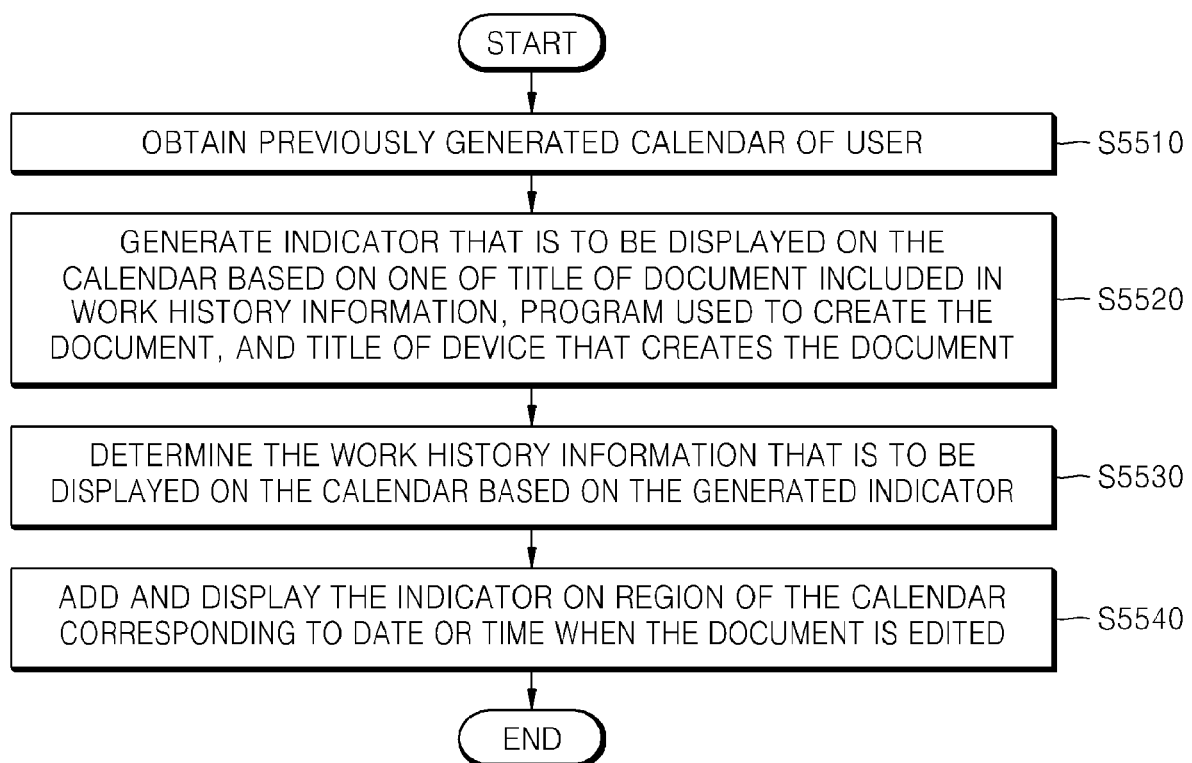 START
OBTAIN PREVIOUSLY GENERATED CALENDAR OF USER
S5510
GENERATE INDICATOR THAT IS TO BE DISPLAYED ON THE
CALENDAR BASED ON ONE OF TITLE OF DOCUMENT INCLUDED IN
WORK HISTORY INFORMATION, PROGRAM USED TO CREATE THE
DOCUMENT, AND TITLE OF DEVICE THAT CREATES THE DOCUMENT
S5520
DETERMINE THE WORK HISTORY INFORMATION THAT IS TO BE
DISPLAYED ON THE CALENDAR BASED ON THE GENERATED INDICATOR
S5530
ADD AND DISPLAY THE INDICATOR ON REGION OF THE CALENDAR
CORRESPONDING TO DATE OR TIME WHEN THE DOCUMENT IS EDITED
S5540
END